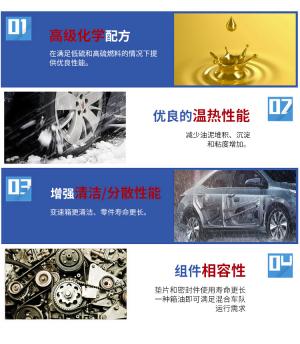 01
高级化学配方
在满足低硫和高硫燃料的情况下提
供优良性能。
优良的温热性能
02
减少油泥堆积、沉淀
和粘度增加。
03
增强清洁/分散性能
变速箱更清洁、零件寿命更长。
组件相容性
04
垫片和密封件使用寿命更长
一种箱油即可满足混合车队
运行需求